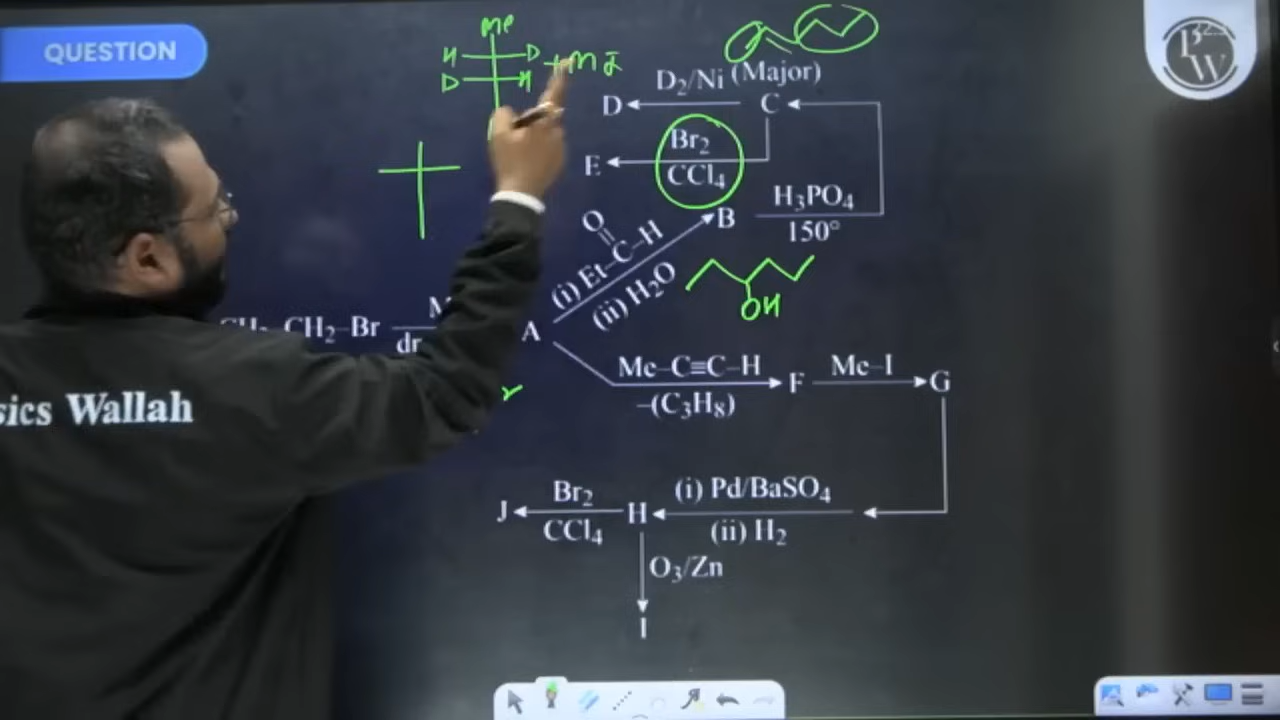 QUESTION
Me
H D + m I
D H
D₂/Ni (Major)
D C
Br₂
E
CCl₄
B H₃PO₄
150°
(i) Et–C–H
O
(ii) H₂O
OH
CH₂–Br
A
Me–C≡C–H
F Me–I G
–(C₃H₈)
Br₂ (i) Pd/BaSO₄
J H
CCl₄ (ii) H₂
O₃/Zn
I
sics Wallah
P
W